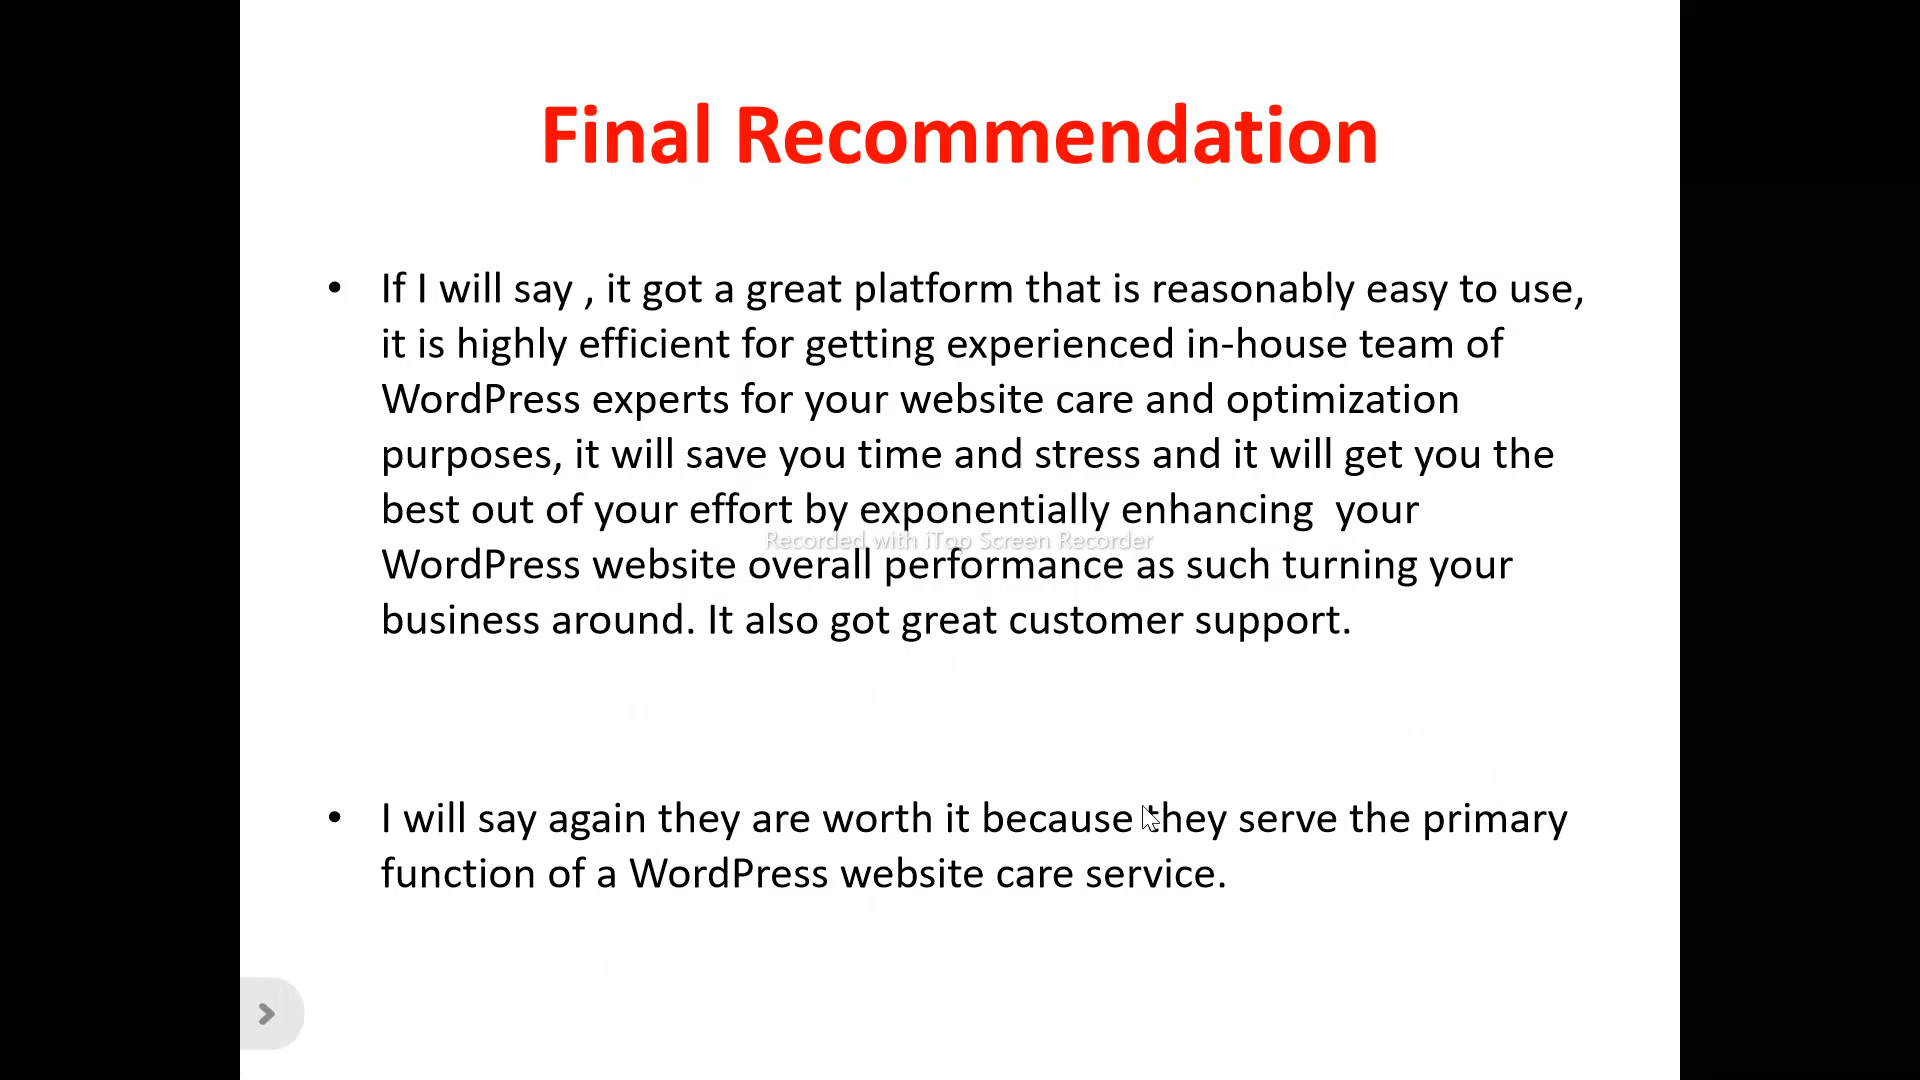 Final Recommendation
• If I will say , it got a great platform that is reasonably easy to use,
it is highly efficient for getting experienced in-house team of
WordPress experts for your website care and optimization
purposes, it will save you time and stress and it will get you the
best out of your effort by exponentially enhancing  your
Recorded with iTop Screen Recorder
WordPress website overall performance as such turning your
business around. It also got great customer support.
• I will say again they are worth it because they serve the primary
function of a WordPress website care service.